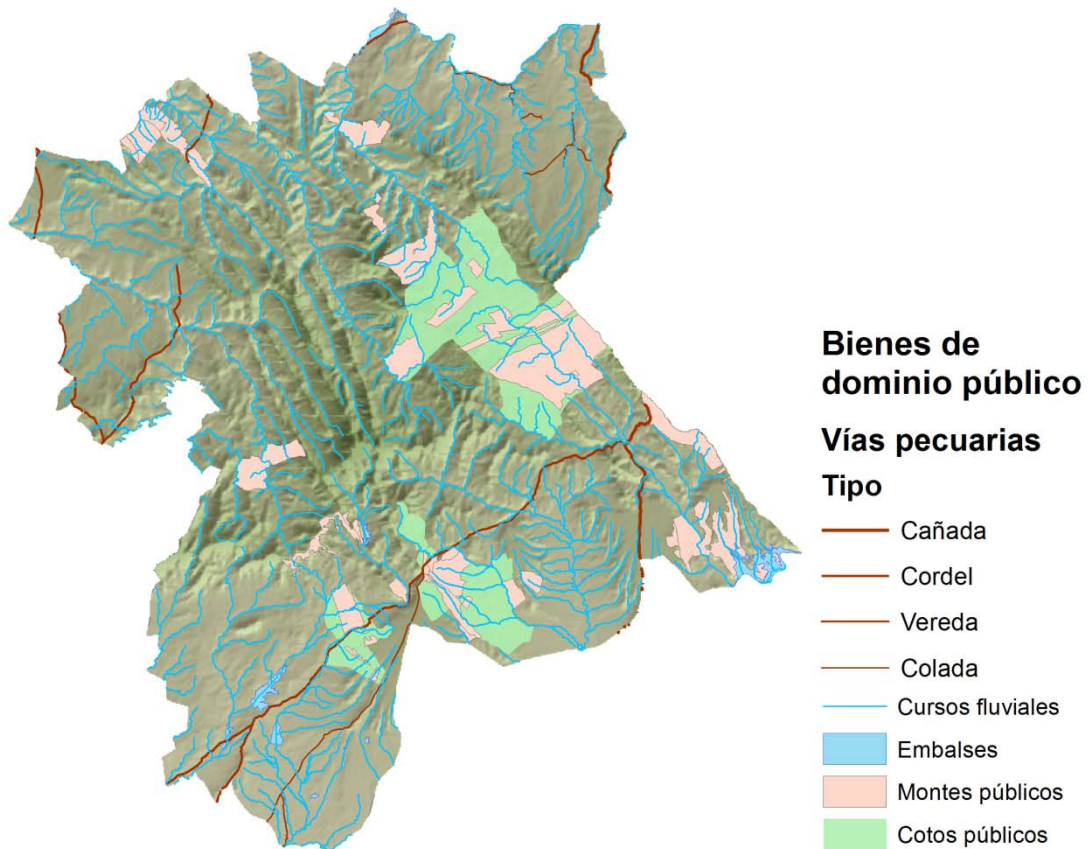 Bienes de
dominio público
Vías pecuarias
Tipo
Cañada
Cordel
Vereda
Colada
Cursos fluviales
Embalses
Montes públicos
Cotos públicos